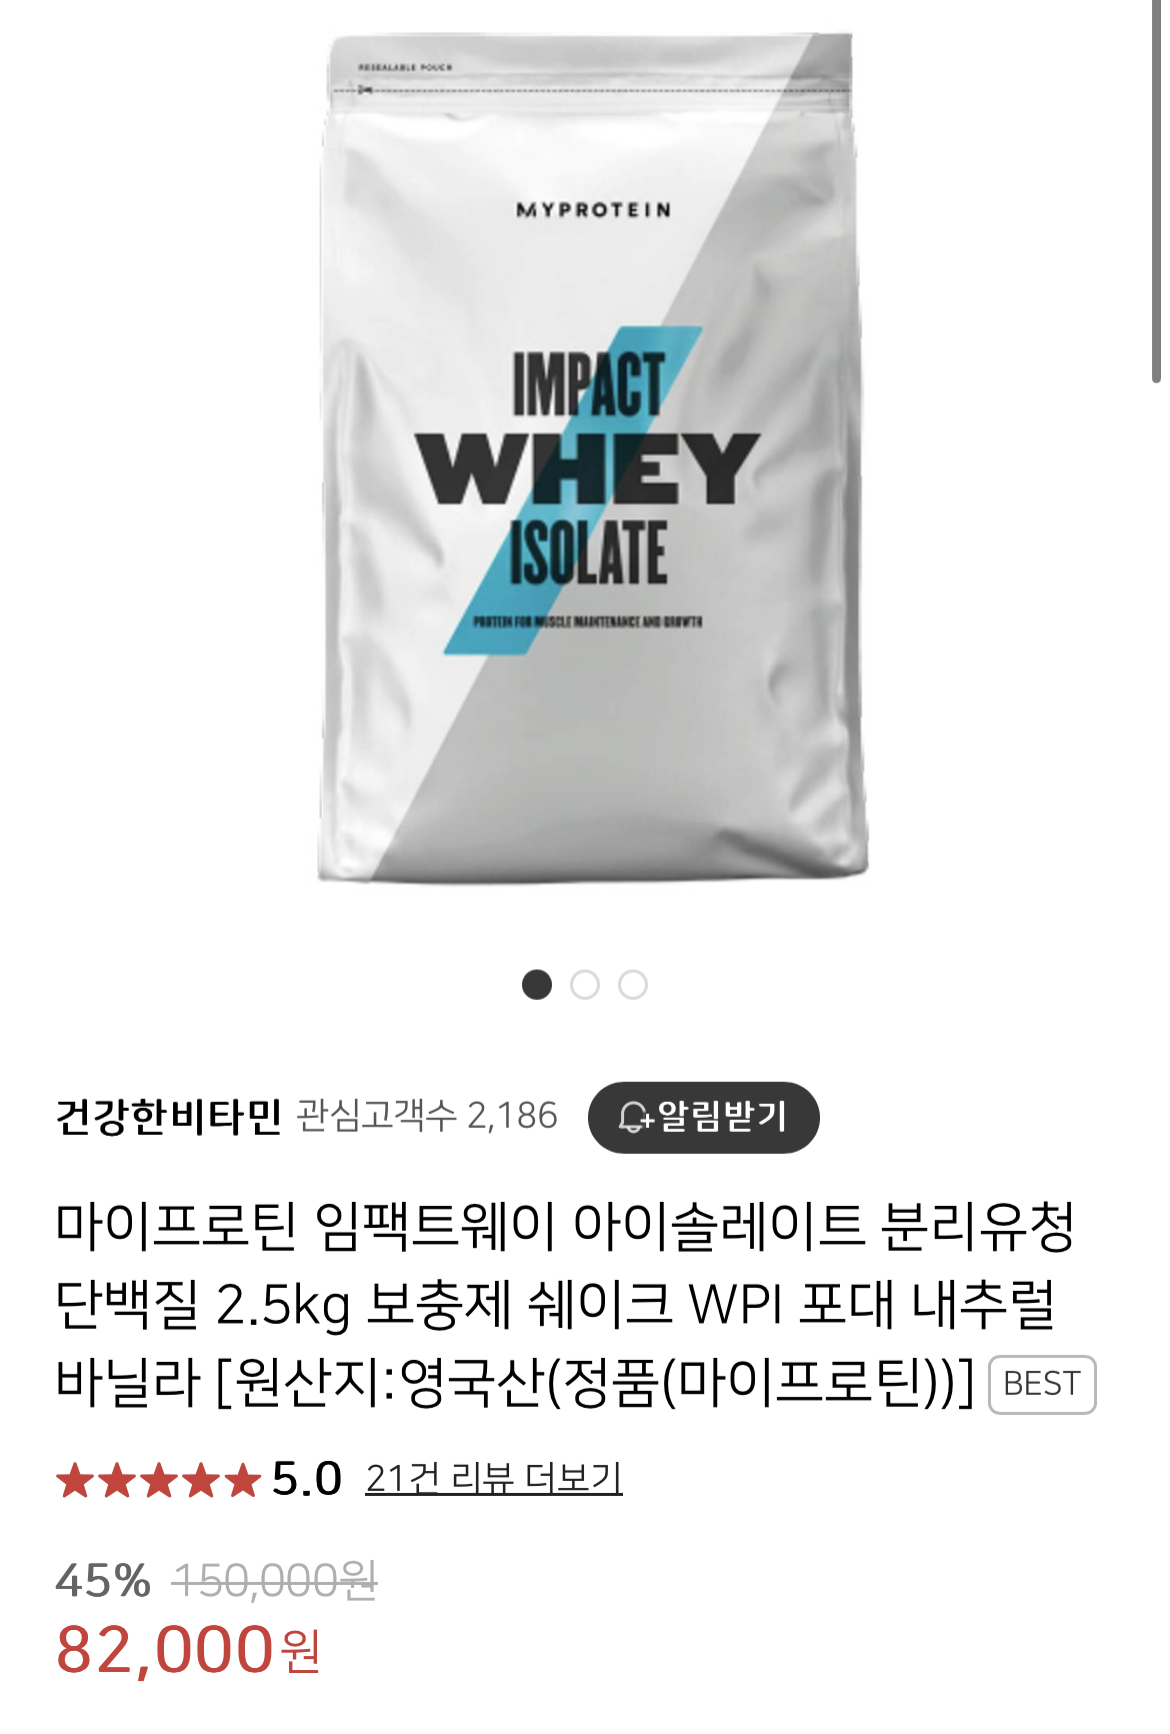 RESEALABLE POUCH
MYPROTEIN
IMPACT
WHEY
ISOLATE
PROTEIN FOR MUSCLE MAINTENANCE AND GROWTH
건강한비타민 관심고객수 2,186 알림받기
마이프로틴 임팩트웨이 아이솔레이트 분리유청
단백질 2.5kg 보충제 쉐이크 WPI 포대 내추럴
바닐라 [원산지:영국산(정품(마이프로틴))] BEST
5.0 21건 리뷰 더보기
45% 150,000원
82,000원